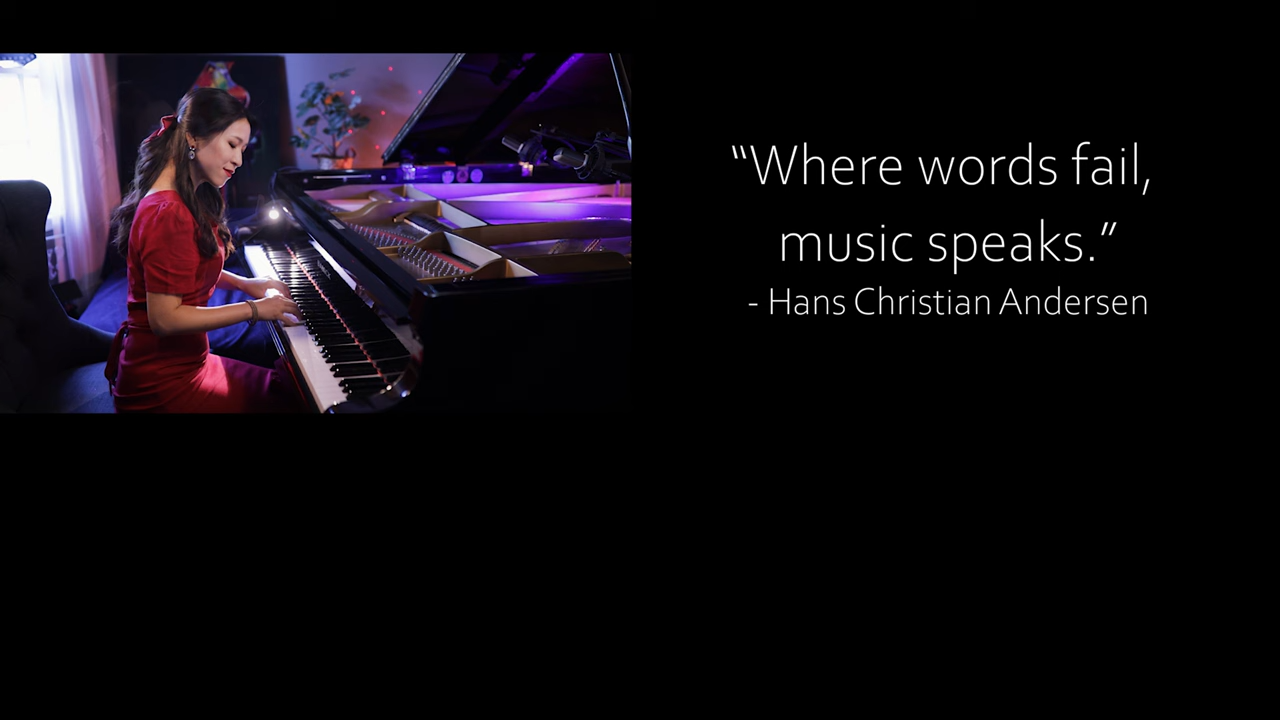 “Where words fail,
music speaks.”
- Hans Christian Andersen